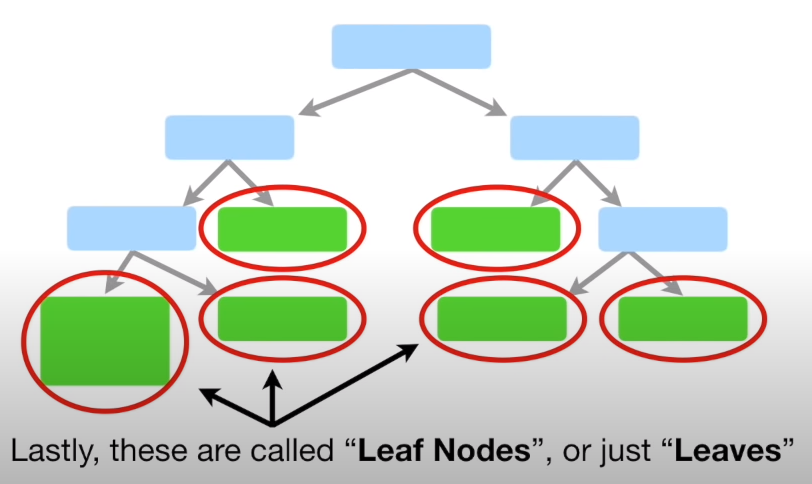 Lastly, these are called “Leaf Nodes”, or just “Leaves”